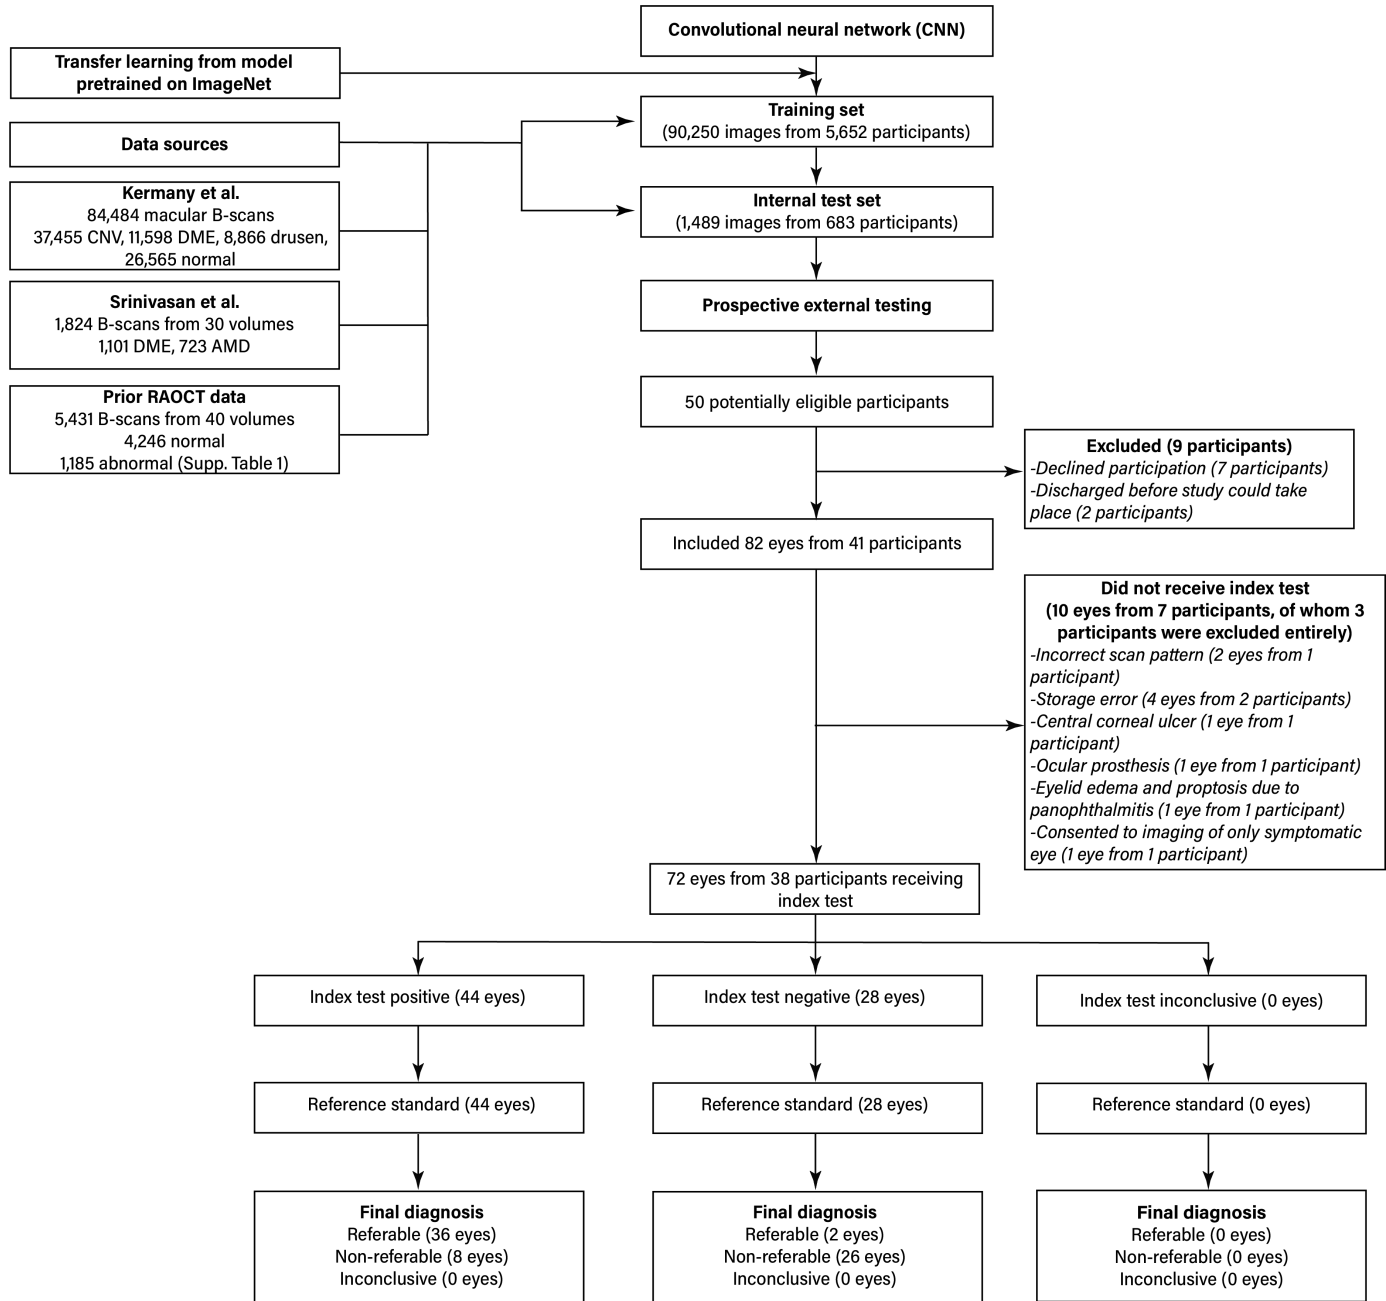 Convolutional neural network (CNN)
Transfer learning from model
pretrained on ImageNet
Training set
(90,250 images from 5,652 participants)
Data sources
Internal test set
(1,489 images from 683 participants)
Kermany et al.
84,484 macular B-scans
37,455 CNV, 11,598 DME, 8,866 drusen,
26,565 normal
Srinivasan et al.
1,824 B-scans from 30 volumes
1,101 DME, 723 AMD
Prior RAOCT data
5,431 B-scans from 40 volumes
4,246 normal
1,185 abnormal (Supp. Table 1)
Prospective external testing
50 potentially eligible participants
Excluded (9 participants)
-Declined participation (7 participants)
-Discharged before study could take
place (2 participants)
Included 82 eyes from 41 participants
Did not receive index test
(10 eyes from 7 participants, of whom 3
participants were excluded entirely)
-Incorrect scan pattern (2 eyes from 1
participant)
-Storage error (4 eyes from 2 participants)
-Central corneal ulcer (1 eye from 1
participant)
-Ocular prosthesis (1 eye from 1 participant)
-Eyelid edema and proptosis due to
panophthalmitis (1 eye from 1 participant)
-Consented to imaging of only symptomatic
eye (1 eye from 1 participant)
72 eyes from 38 participants receiving
index test
Index test positive (44 eyes)
Index test negative (28 eyes)
Index test inconclusive (0 eyes)
Reference standard (44 eyes)
Reference standard (28 eyes)
Reference standard (0 eyes)
Final diagnosis
Referable (36 eyes)
Non-referable (8 eyes)
Inconclusive (0 eyes)
Final diagnosis
Referable (2 eyes)
Non-referable (26 eyes)
Inconclusive (0 eyes)
Final diagnosis
Referable (0 eyes)
Non-referable (0 eyes)
Inconclusive (0 eyes)